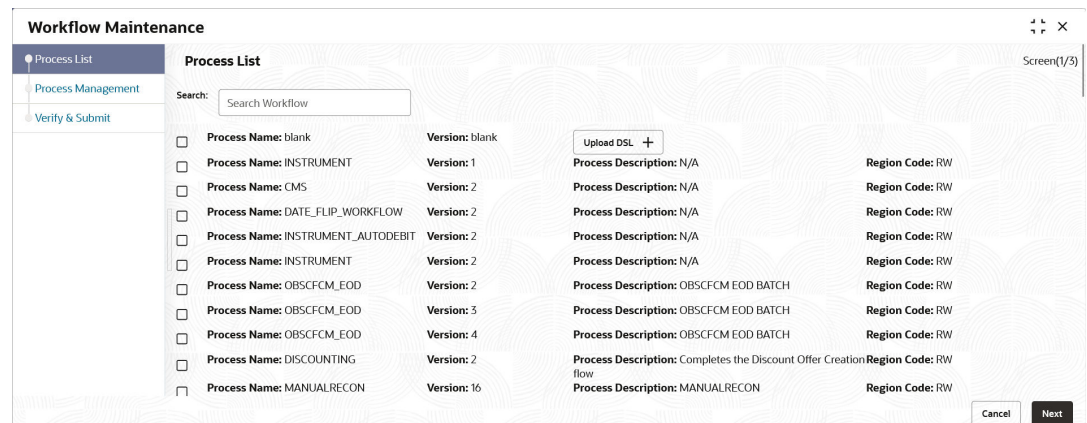 Workflow Maintenance
Process List
Process Management
Verify & Submit
Process List
Screen(1/3)
Search:
Search Workflow
Process Name: blank Version: blank Upload DSL +
Process Name: INSTRUMENT Version: 1 Process Description: N/A Region Code: RW
Process Name: CMS Version: 2 Process Description: N/A Region Code: RW
Process Name: DATE_FLIP_WORKFLOW Version: 2 Process Description: N/A Region Code: RW
Process Name: INSTRUMENT_AUTODEBIT Version: 2 Process Description: N/A Region Code: RW
Process Name: INSTRUMENT Version: 2 Process Description: N/A Region Code: RW
Process Name: OBSCFCM_EOD Version: 2 Process Description: OBSCFCM EOD BATCH Region Code: RW
Process Name: OBSCFCM_EOD Version: 3 Process Description: OBSCFCM EOD BATCH Region Code: RW
Process Name: OBSCFCM_EOD Version: 4 Process Description: OBSCFCM EOD BATCH Region Code: RW
Process Name: DISCOUNTING Version: 2 Process Description: Completes the Discount Offer Creation Region Code: RW
flow
Process Name: MANUALRECON Version: 16 Process Description: MANUALRECON Region Code: RW
Cancel Next